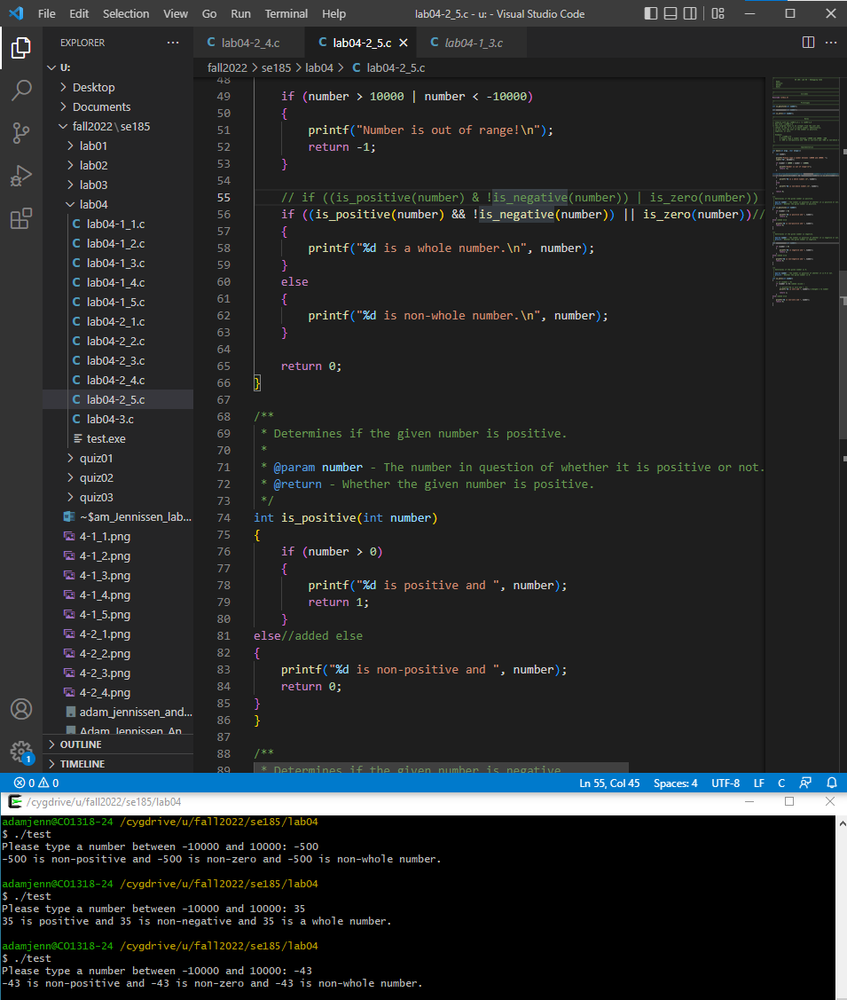 File Edit Selection View Go Run Terminal Help lab04-2_5.c - u: - Visual Studio Code
EXPLORER ···
C lab04-2_4.c C lab04-2_5.c C lab04-1_3.c
fall2022 > se185 > lab04 > C lab04-2_5.c
U:
Desktop
Documents
fall2022\se185
lab01
lab02
lab03
lab04
C lab04-1_1.c
C lab04-1_2.c
C lab04-1_3.c
C lab04-1_4.c
C lab04-1_5.c
C lab04-2_1.c
C lab04-2_2.c
C lab04-2_3.c
C lab04-2_4.c
C lab04-2_5.c
C lab04-3.c
test.exe
quiz01
quiz02
quiz03
~$am_Jennissen_lab...
4-1_1.png
4-1_2.png
4-1_3.png
4-1_4.png
4-1_5.png
4-2_1.png
4-2_2.png
4-2_3.png
4-2_4.png
adam_jennissen_and...
Adam_Jennissen_An
OUTLINE
TIMELINE
1
48
49 if (number > 10000 | number < -10000)
50 {
51 printf("Number is out of range!\n");
52 return -1;
53 }
54
55 // if ((is_positive(number) & !is_negative(number)) | is_zero(number))
56 if ((is_positive(number) && !is_negative(number)) || is_zero(number))//
57 {
58 printf("%d is a whole number.\n", number);
59 }
60 else
61 {
62 printf("%d is non-whole number.\n", number);
63 }
64
65 return 0;
66 }
67
68 /**
69 * Determines if the given number is positive.
70 *
71 * @param number - The number in question of whether it is positive or not.
72 * @return - Whether the given number is positive.
73 */
74 int is_positive(int number)
75 {
76 if (number > 0)
77 {
78 printf("%d is positive and ", number);
79 return 1;
80 }
81 else//added else
82 {
83 printf("%d is non-positive and ", number);
84 return 0;
85 }
86 }
87
88 /**
89 * Determines if the given number is negative
0 0 Ln 55, Col 45 Spaces: 4 UTF-8 LF C
/cygdrive/u/fall2022/se185/lab04
adamjenn@CO1318-24 /cygdrive/u/fall2022/se185/lab04
$ ./test
Please type a number between -10000 and 10000: -500
-500 is non-positive and -500 is non-zero and -500 is non-whole number.
adamjenn@CO1318-24 /cygdrive/u/fall2022/se185/lab04
$ ./test
Please type a number between -10000 and 10000: 35
35 is positive and 35 is non-negative and 35 is a whole number.
adamjenn@CO1318-24 /cygdrive/u/fall2022/se185/lab04
$ ./test
Please type a number between -10000 and 10000: -43
-43 is non-positive and -43 is non-zero and -43 is non-whole number.